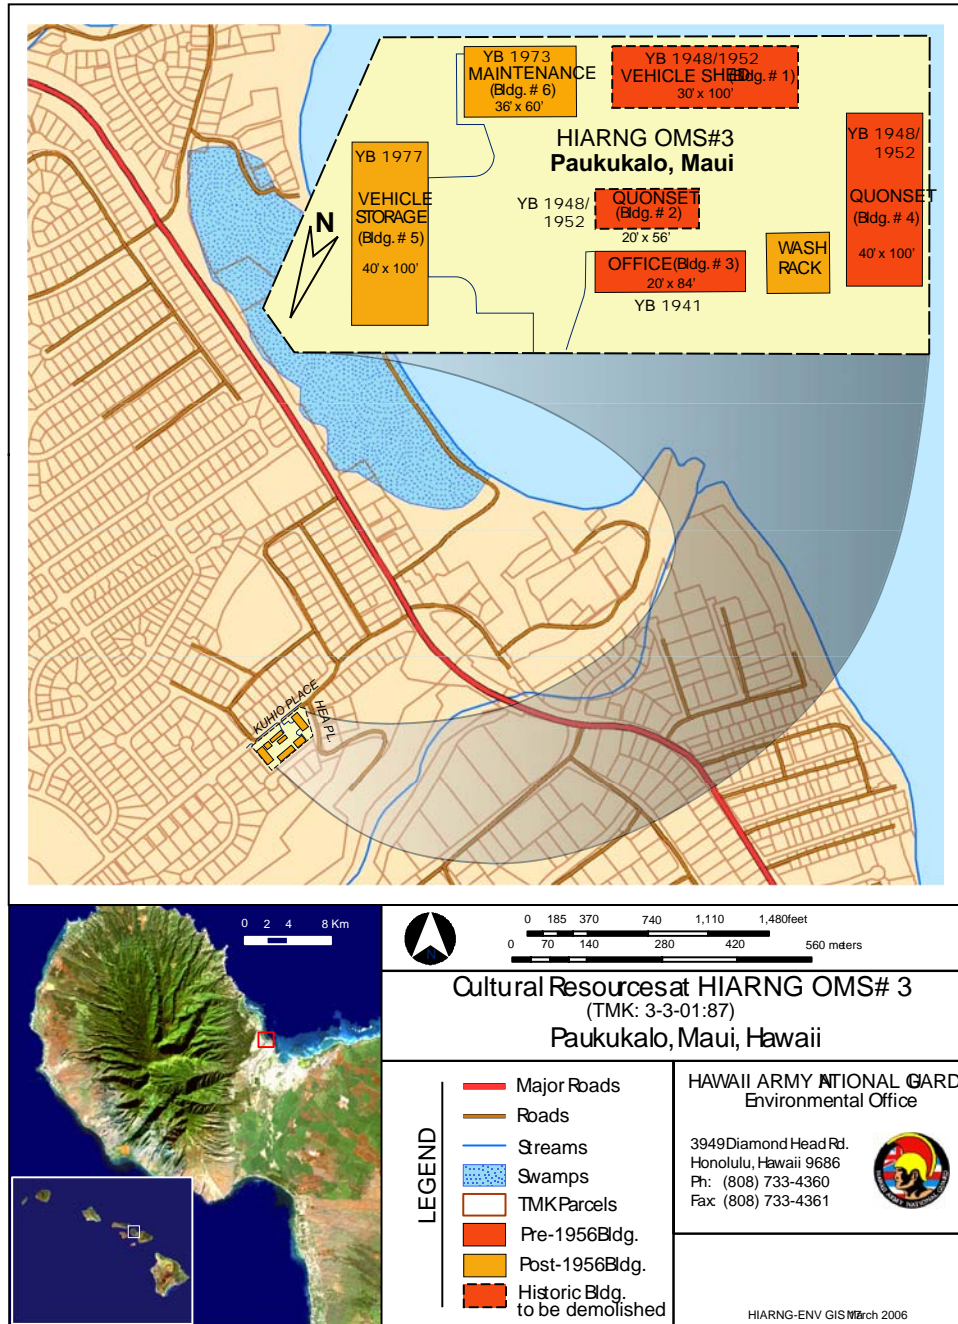 YB 1973
MAINTENANCE
(Bldg. # 6)
36' x 60'
YB 1948/1952
VEHICLE SHED (Bldg. # 1)
30' x 100'
HIARNG OMS#3
Paukukalo, Maui
YB 1948/
1952
QUONSET
(Bldg. # 4)
40' x 100'
YB 1977
VEHICLE
STORAGE
(Bldg. # 5)
40' x 100'
N
YB 1948/
1952
QUONSET
(Bldg. # 2)
20' x 56'
OFFICE (Bldg. # 3)
20' x 84'
YB 1941
WASH
RACK
KUHIO PLACE
HEA PL.
0 2 4 8 Km
N
0 185 370 740 1,110 1,480 feet
0 70 140 280 420 560 meters
Cultural Resources at HIARNG OMS# 3
(TMK: 3-3-01:87)
Paukukalo, Maui, Hawaii
LEGEND
Major Roads
Roads
Streams
Swamps
TMK Parcels
Pre-1956 Bldg.
Post-1956 Bldg.
Historic Bldg.
to be demolished
HAWAII ARMY NATIONAL GUARD
Environmental Office
3949 Diamond Head Rd.
Honolulu, Hawaii 9686
Ph: (808) 733-4360
Fax: (808) 733-4361
HAWAII ARMY NATIONAL GUARD
HIARNG-ENV GIS March 2006